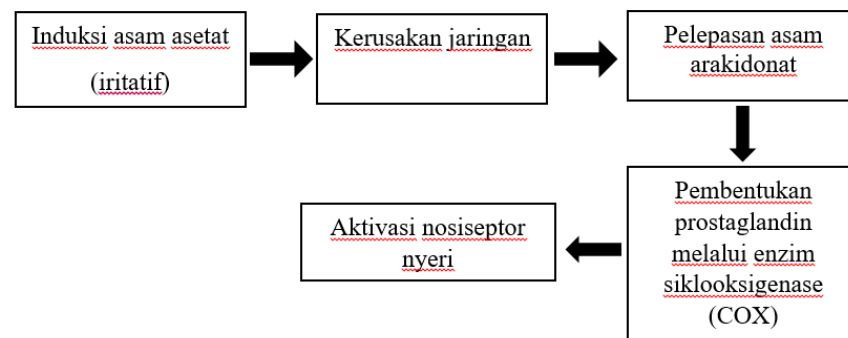 Induksi asam asetat
(iritatif)
Kerusakan jaringan
Pelepasan asam
arakidonat
Pembentukan
prostaglandin
melalui enzim
siklooksigenase
(COX)
Aktivasi nosiseptor
nyeri